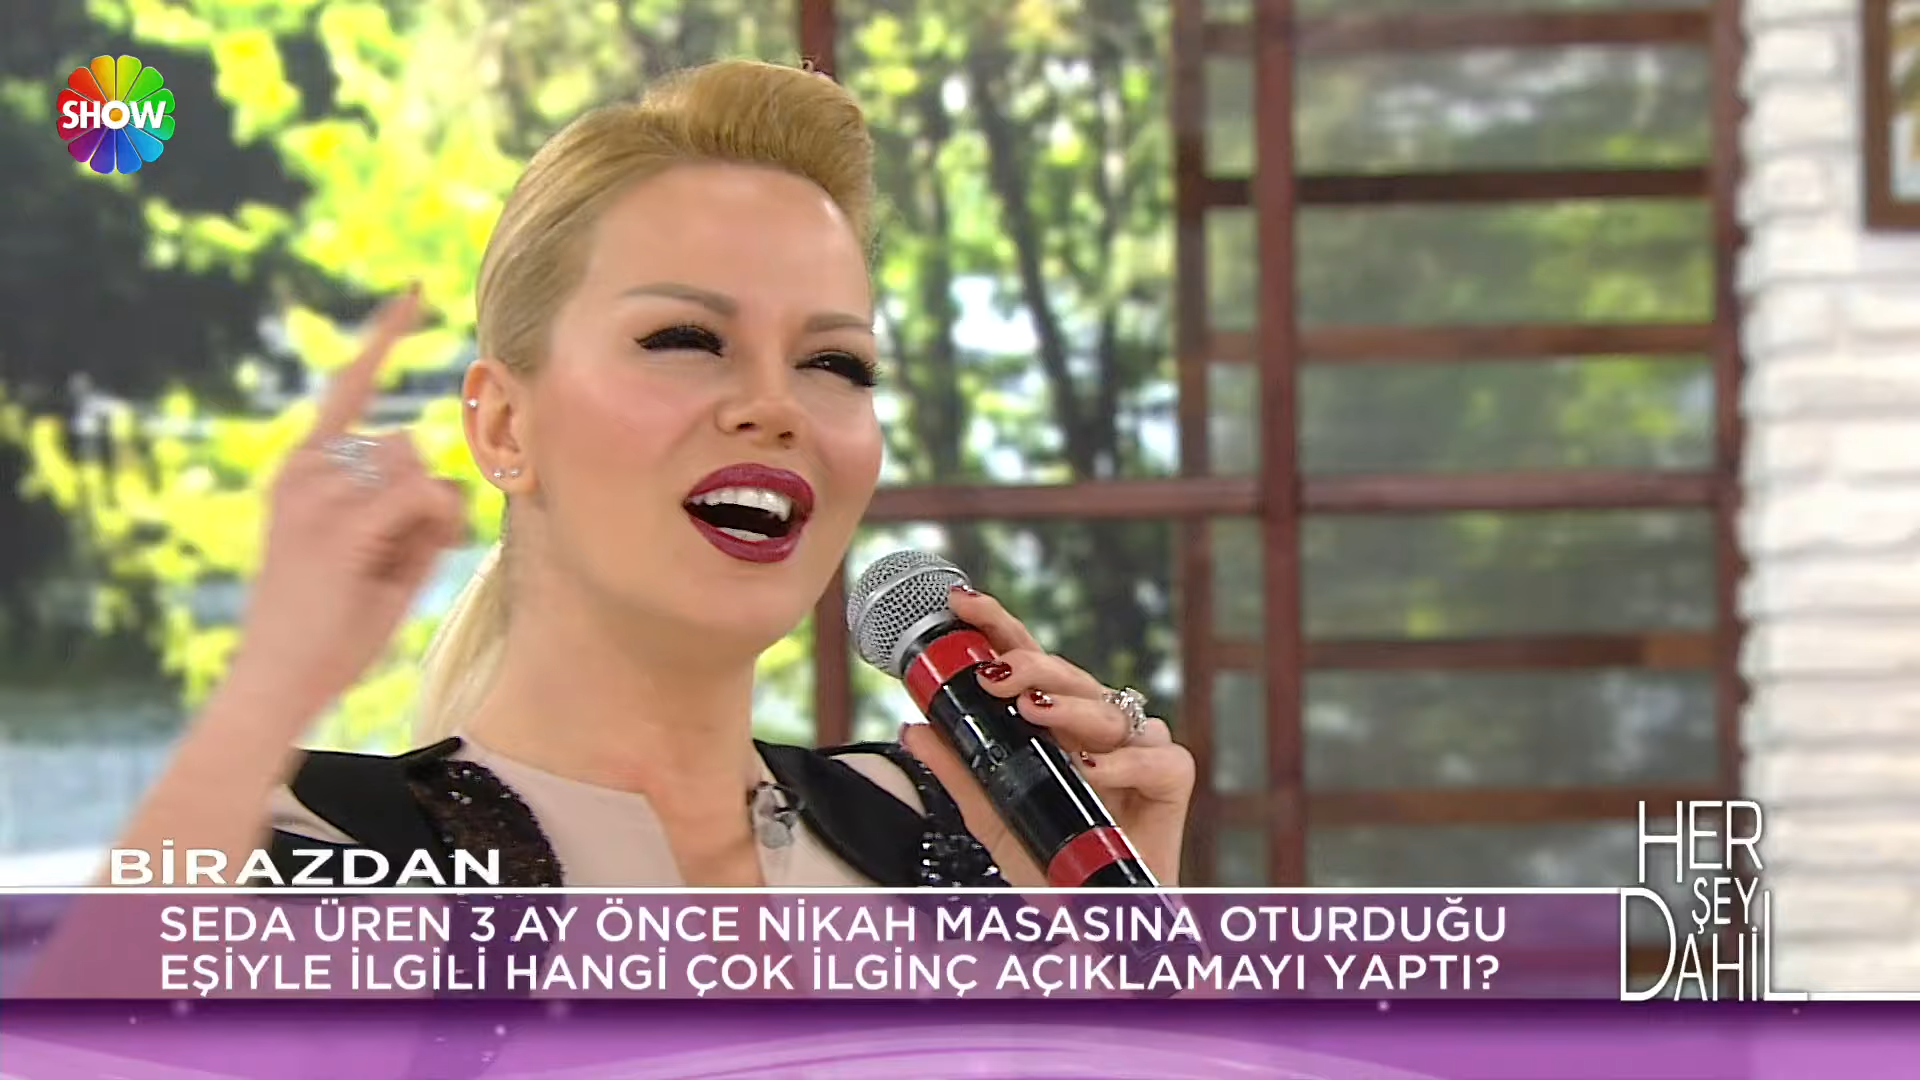 SHOW
BİRAZDAN
SEDA ÜREN 3 AY ÖNCE NİKAH MASASINA OTURDUĞU
EŞİYLE İLGİLİ HANGİ ÇOK İLGİNÇ AÇIKLAMAYI YAPTI?
HER
ŞEY
DAHİL